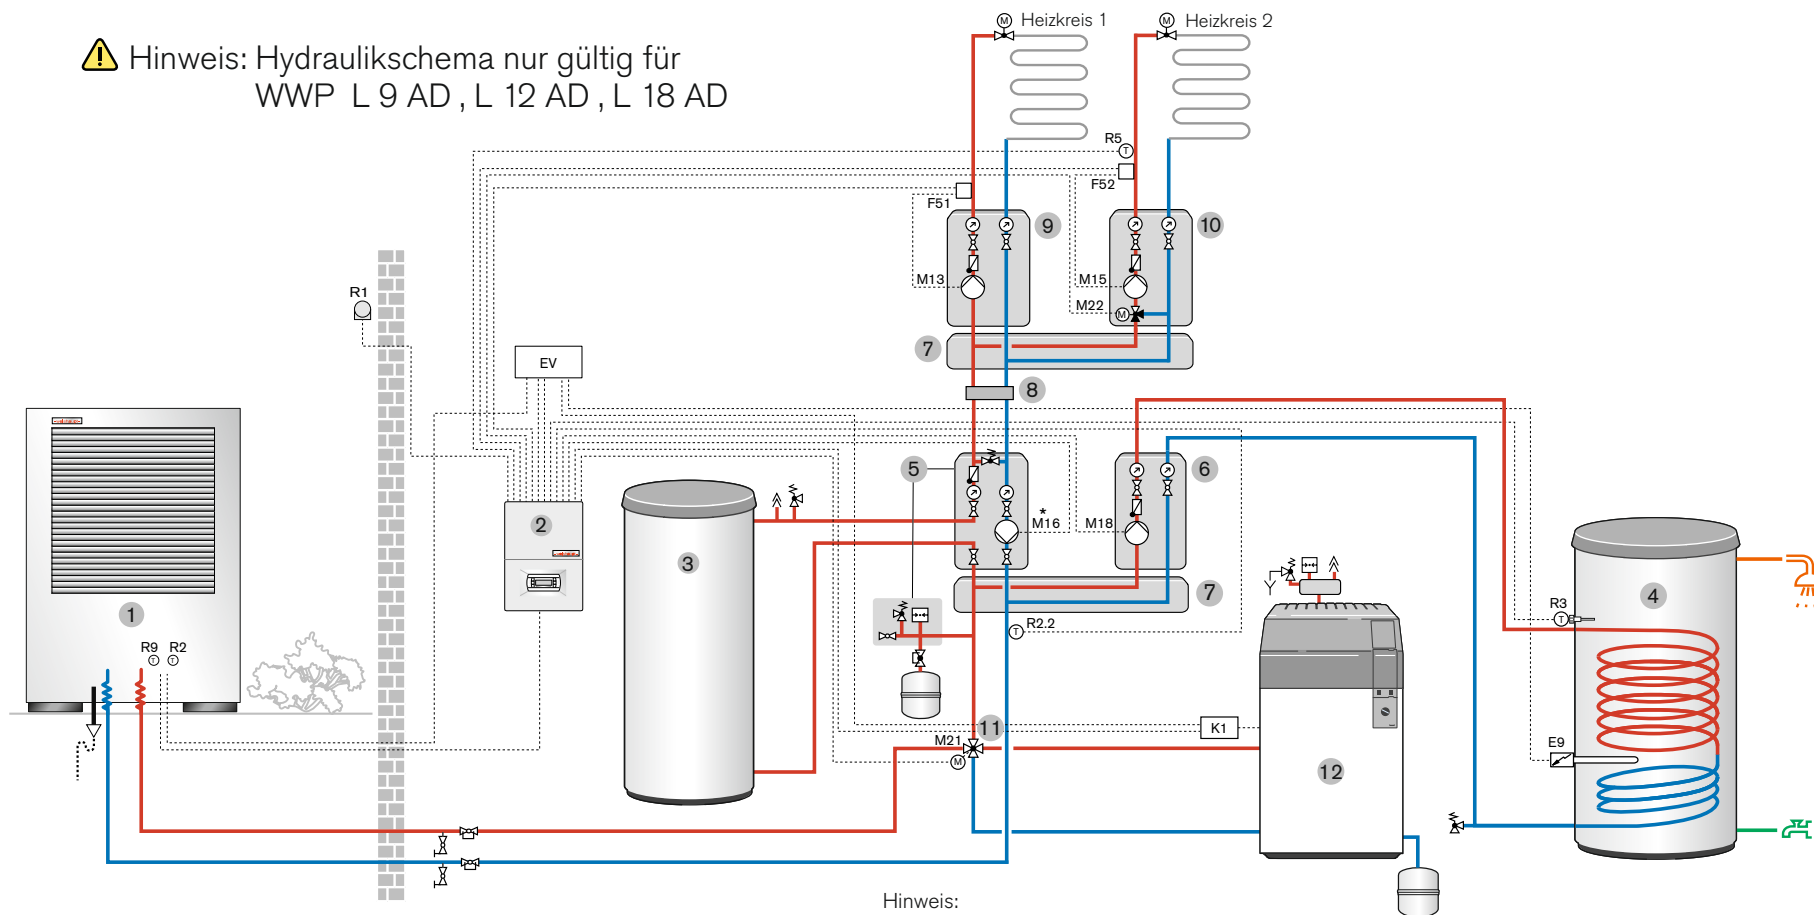 Hinweis: Hydraulikschema nur gültig für
WWP L 9 AD , L 12 AD , L 18 AD
M Heizkreis 1
M Heizkreis 2
R5
T
F52
F51
9
10
M13
M15
M22
M
R1
7
EV
8
5
6
2
*
M16
M18
3
7
1
R3
T
4
R2.2
T
R9 R2
T T
11
K1
M21
M
E9
12
Hinweis: